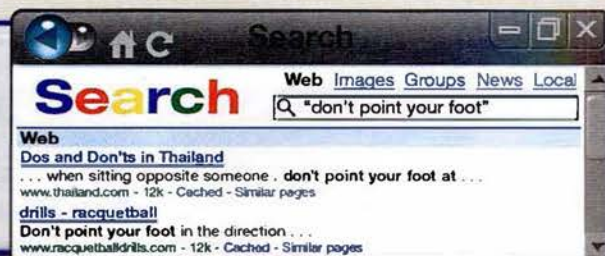 Search
Web Images Groups News Local
Search
"don't point your foot"
Web
Dos and Don'ts in Thailand
. . . when sitting opposite someone . don't point your foot at . . .
www.thailand.com - 12k - Cached - Similar pages
drills - racquetball
Don't point your foot in the direction . . .
www.racquetballdrills.com - 12k - Cached - Similar pages